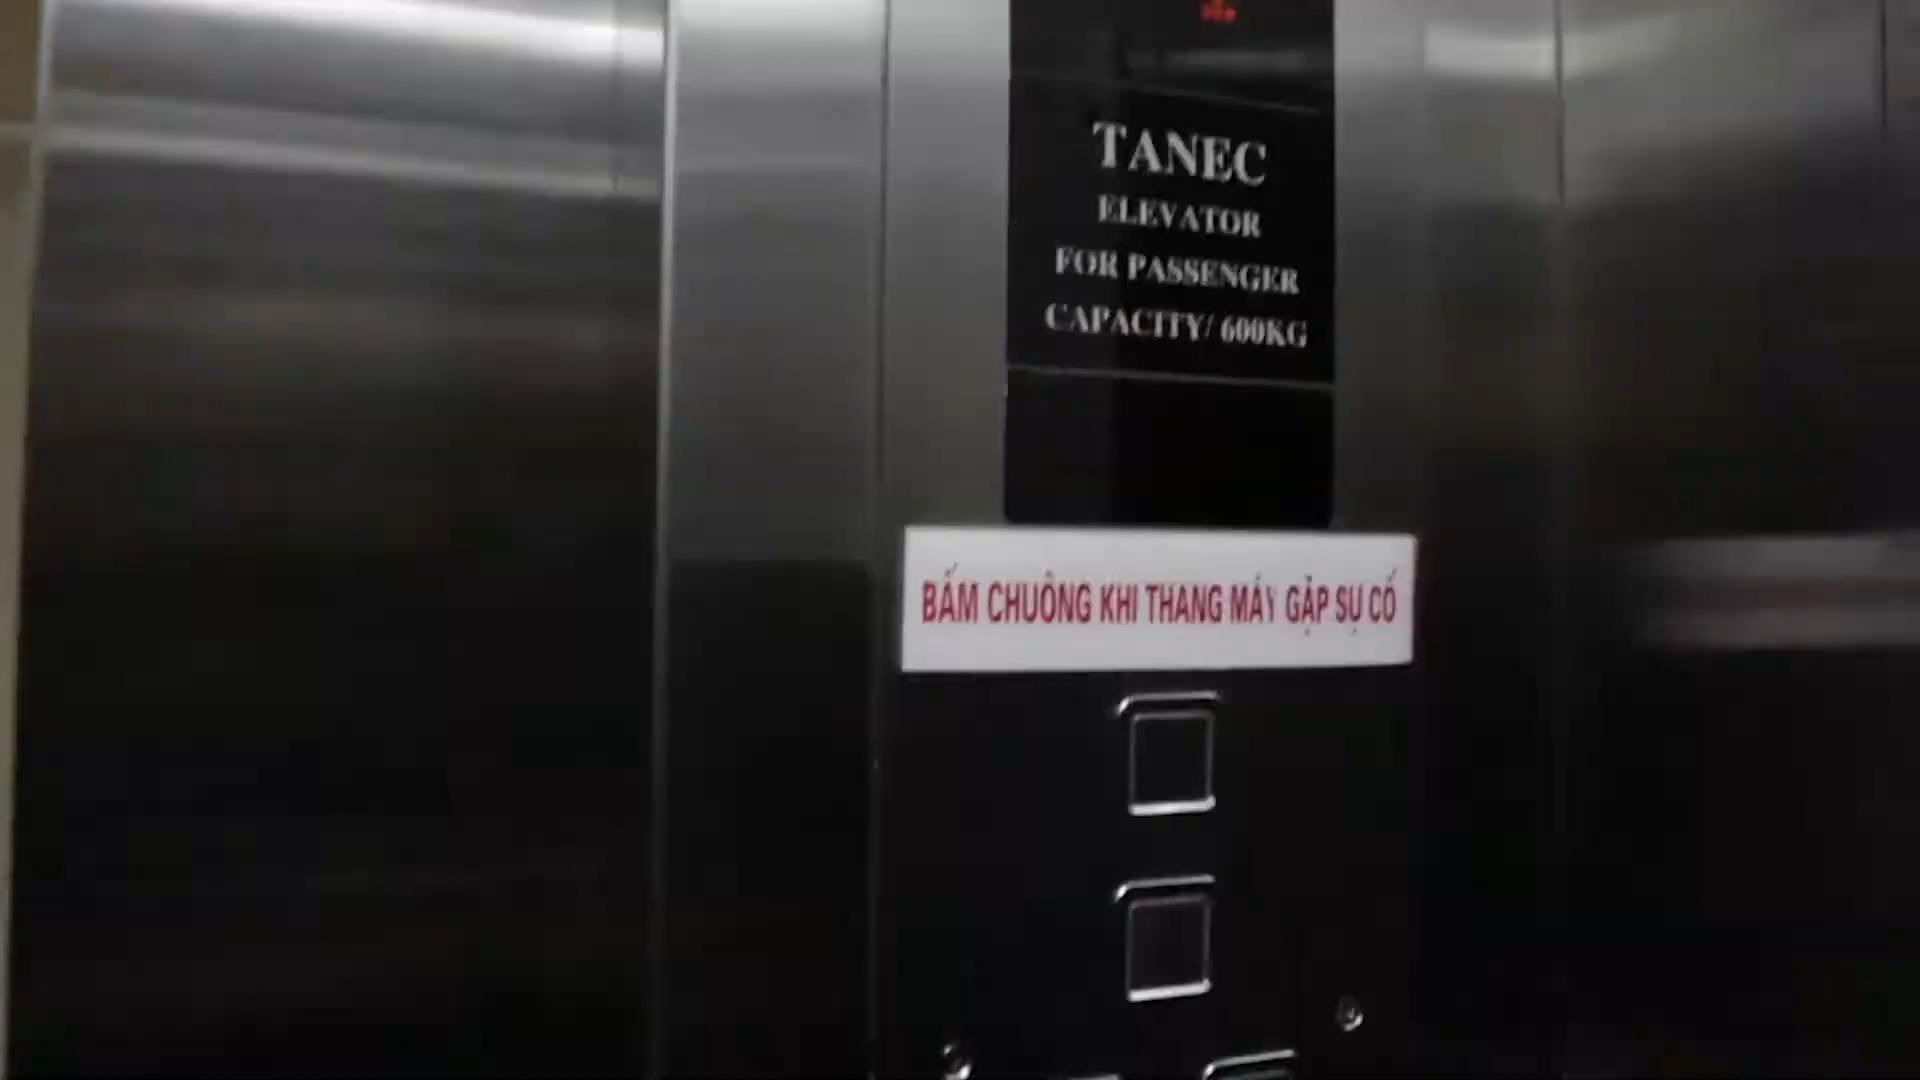 TANEC
ELEVATOR
FOR PASSENGER
CAPACITY/ 600KG
BẤM CHUÔNG KHI THANG MÁY GẶP SỰ CỐ